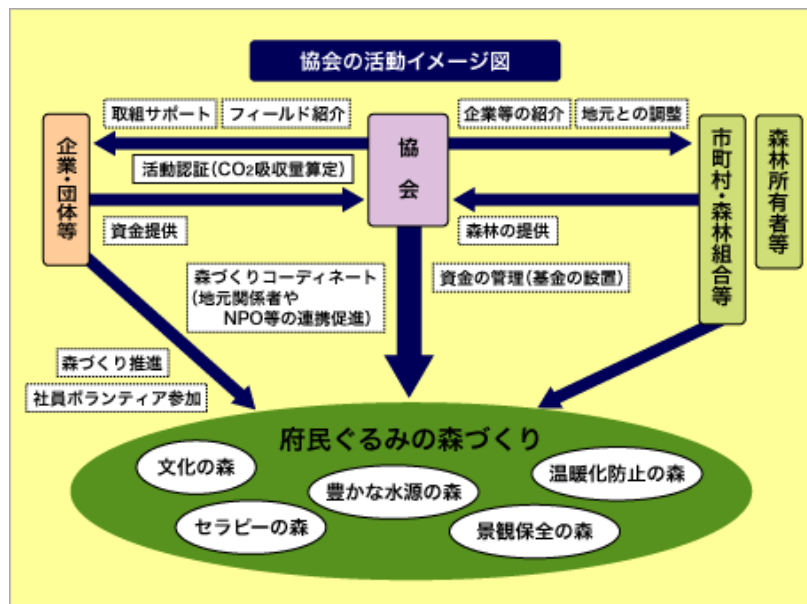 協会の活動イメージ図
取組サポート
フィールド紹介
企業等の紹介
地元との調整
企業・団体等
協会
市町村・森林組合等
森林所有者等
活動認証(CO₂吸収量算定)
資金提供
森林の提供
森づくりコーディネート
(地元関係者や
NPO等の連携促進)
資金の管理(基金の設置)
森づくり推進
社員ボランティア参加
府民ぐるみの森づくり
文化の森
豊かな水源の森
温暖化防止の森
セラピーの森
景観保全の森